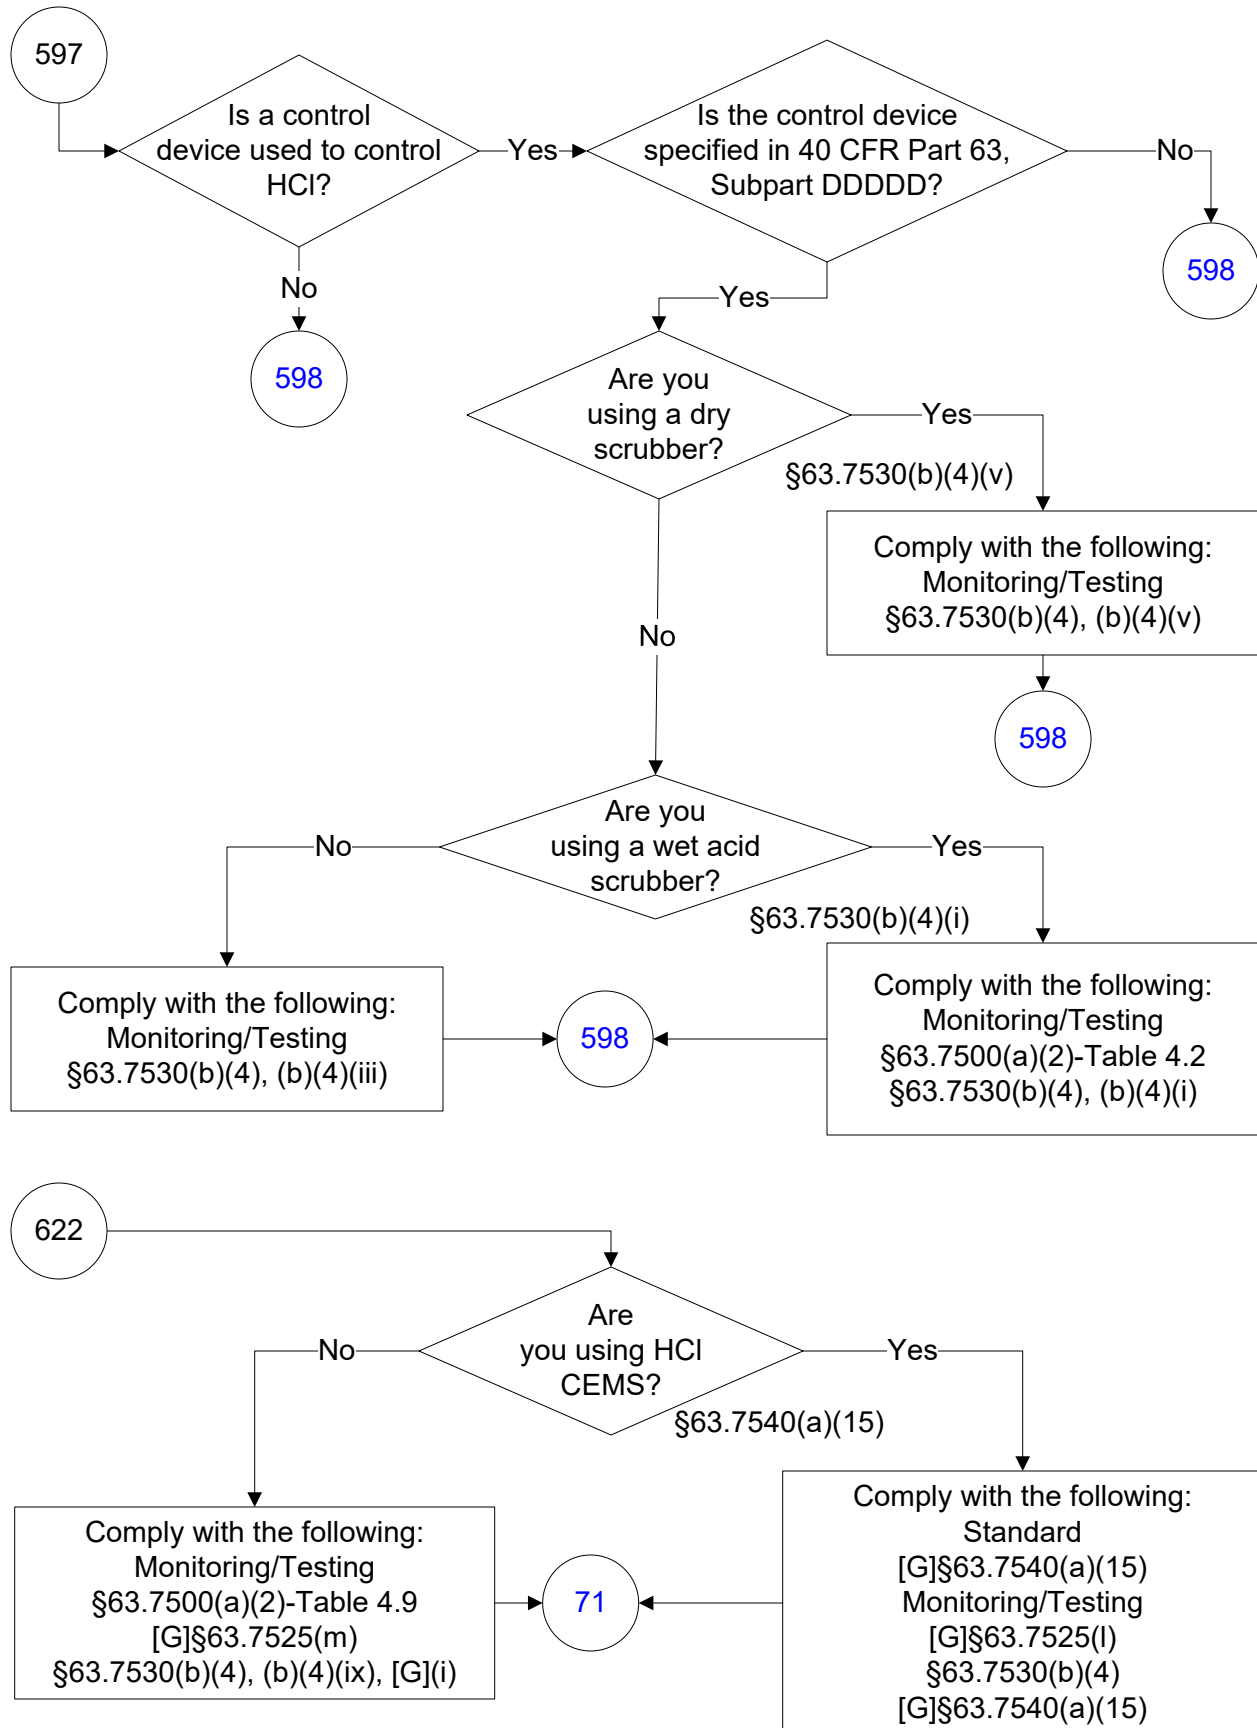 597
Is a control
device used to control
HCl?
Yes
Is the control device
specified in 40 CFR Part 63,
Subpart DDDDD?
No
598
No
598
Yes
Are you
using a dry
scrubber?
Yes
§63.7530(b)(4)(v)
Comply with the following:
Monitoring/Testing
§63.7530(b)(4), (b)(4)(v)
598
No
Are you
using a wet acid
scrubber?
No
Yes
§63.7530(b)(4)(i)
Comply with the following:
Monitoring/Testing
§63.7530(b)(4), (b)(4)(iii)
598
Comply with the following:
Monitoring/Testing
§63.7500(a)(2)-Table 4.2
§63.7530(b)(4), (b)(4)(i)
622
Are
you using HCl
CEMS?
No
Yes
§63.7540(a)(15)
Comply with the following:
Monitoring/Testing
§63.7500(a)(2)-Table 4.9
[G]§63.7525(m)
§63.7530(b)(4), (b)(4)(ix), [G](i)
71
Comply with the following:
Standard
[G]§63.7540(a)(15)
Monitoring/Testing
[G]§63.7525(l)
§63.7530(b)(4)
[G]§63.7540(a)(15)